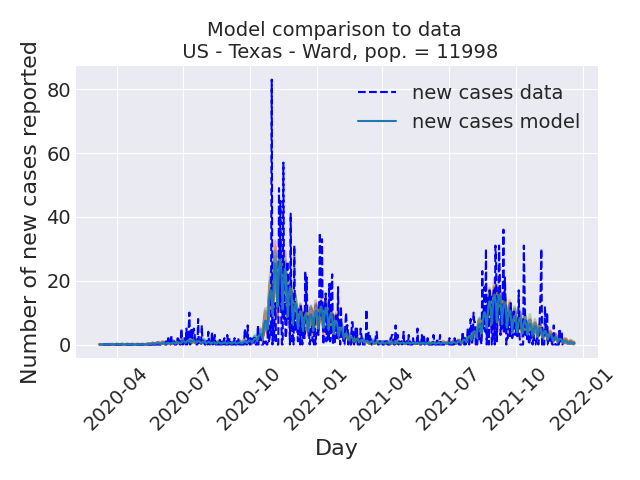 Model comparison to data
US - Texas - Ward, pop. = 11998
Number of new cases reported
80
60
40
20
0
new cases data
new cases model
2020-04
2020-07
2020-10
2021-01
2021-04
2021-07
2021-10
2022-01
Day